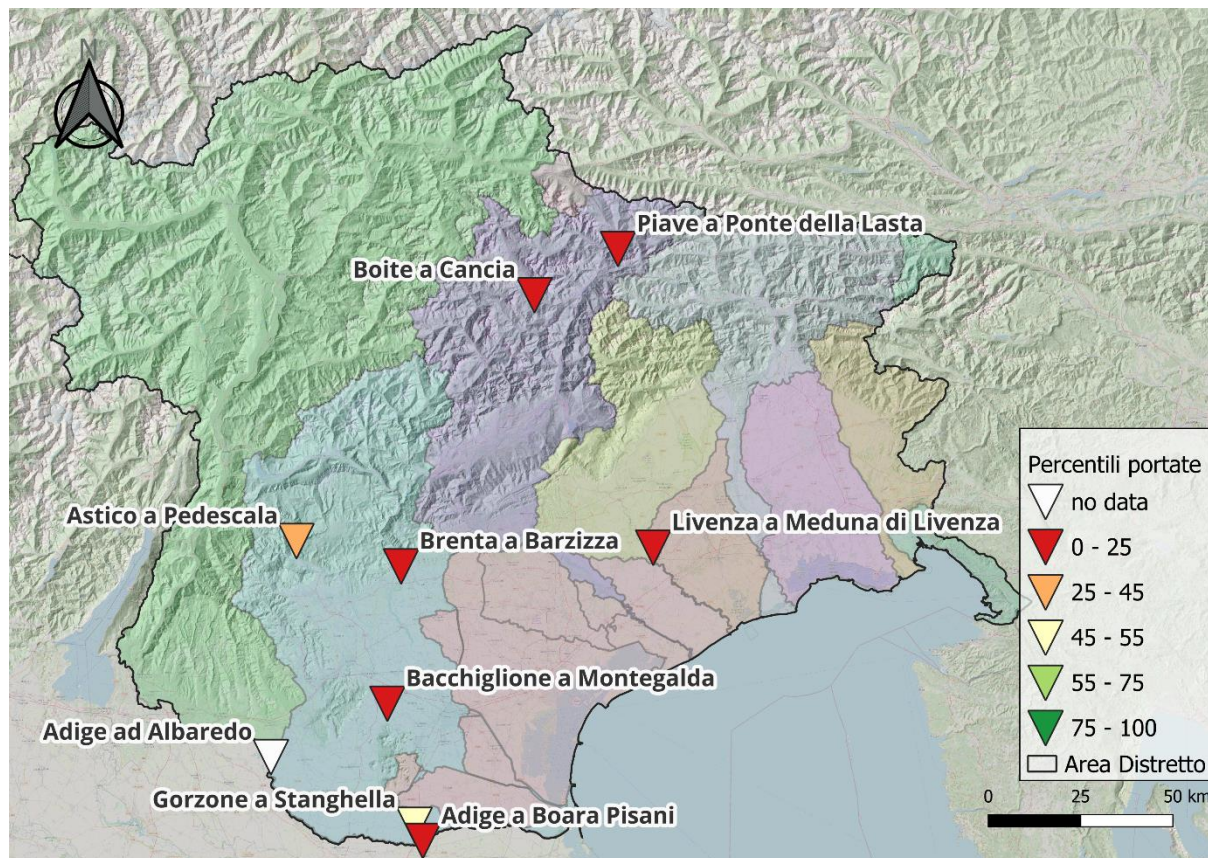 N
Piave a Ponte della Lasta
Boite a Cancia
Percentili portate
no data
Astico a Pedescala
Livenza a Meduna di Livenza
0 - 25
Brenta a Barzizza
25 - 45
45 - 55
55 - 75
Bacchiglione a Montegalda
75 - 100
Adige ad Albaredo
Area Distretto
Gorzone a Stanghella
Adige a Boara Pisani
0 25 50 km